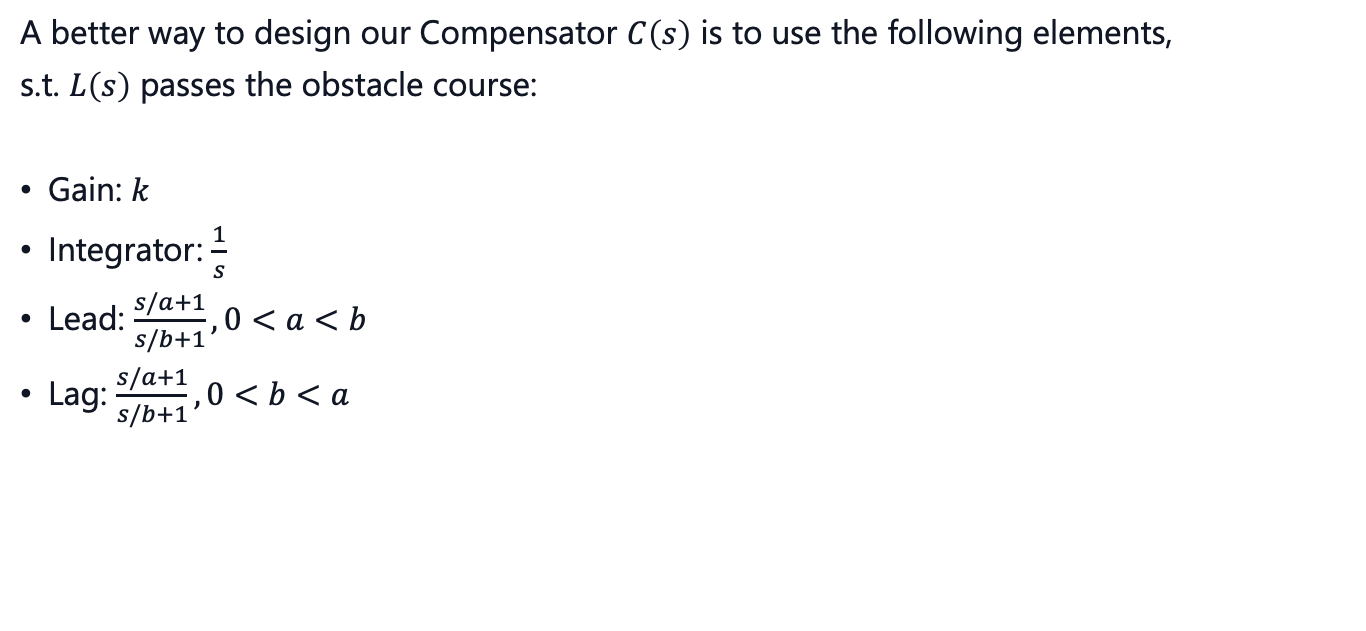 A better way to design our Compensator C(s) is to use the following elements,
s.t. L(s) passes the obstacle course:
• Gain: k
• Integrator: 1/s
• Lead: (s/a+1)/(s/b+1), 0 < a < b
• Lag: (s/a+1)/(s/b+1), 0 < b < a